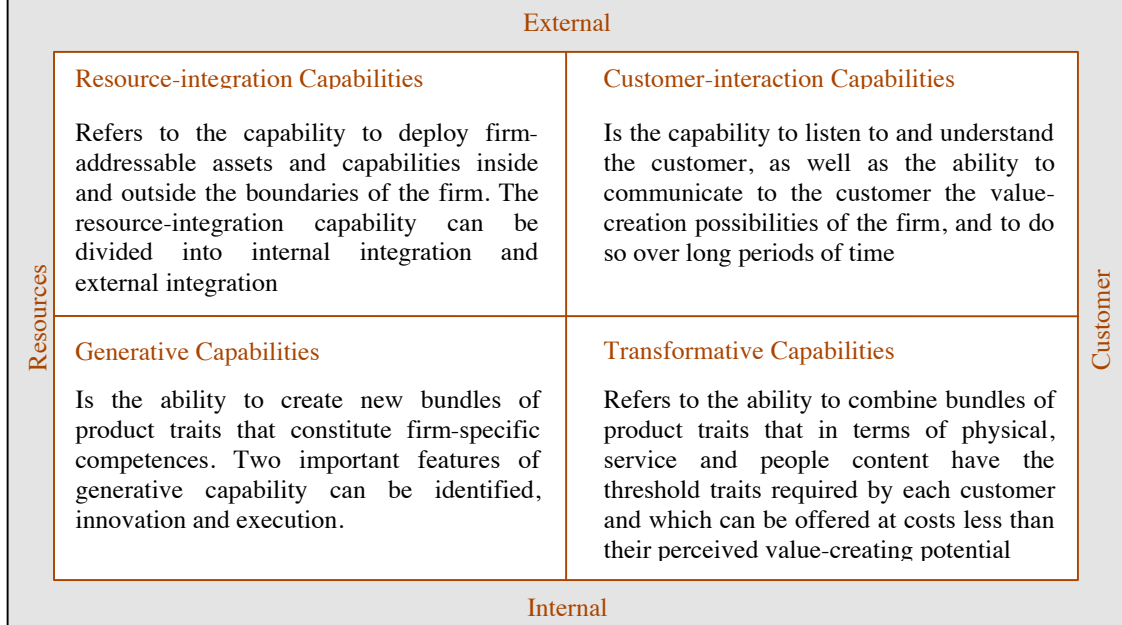 External
Resource-integration Capabilities
Refers to the capability to deploy firm-
addressable assets and capabilities inside
and outside the boundaries of the firm. The
resource-integration capability can be
divided into internal integration and
external integration
Customer-interaction Capabilities
Is the capability to listen to and understand
the customer, as well as the ability to
communicate to the customer the value-
creation possibilities of the firm, and to do
so over long periods of time
Resources
Customer
Generative Capabilities
Is the ability to create new bundles of
product traits that constitute firm-specific
competences. Two important features of
generative capability can be identified,
innovation and execution.
Transformative Capabilities
Refers to the ability to combine bundles of
product traits that in terms of physical,
service and people content have the
threshold traits required by each customer
and which can be offered at costs less than
their perceived value-creating potential
Internal